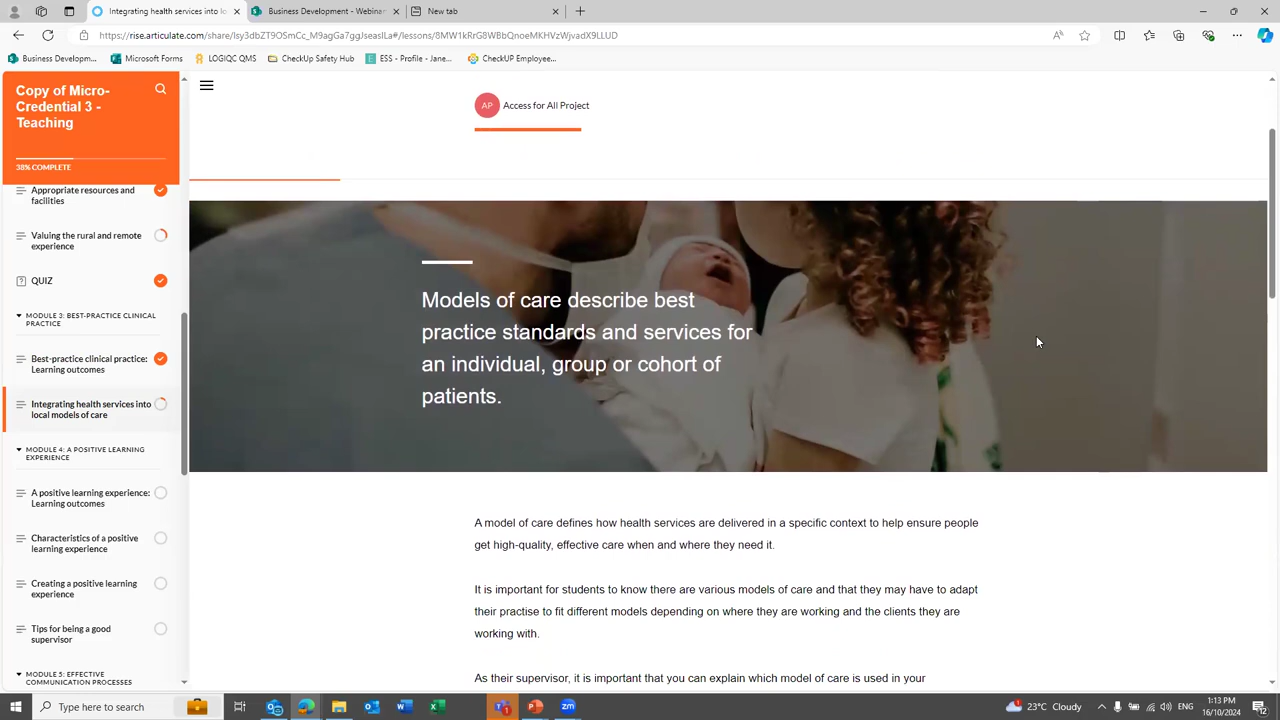 Integrating health services into lo
Business Development - Webinar
New tab
https://rise.articulate.com/share/
Business Developm...
Microsoft Forms
LOGIQC QMS
CheckUp Safety Hub
ESS - Profile - Jane...
CheckUP Employee...
Copy of Micro-
Credential 3 -
Teaching
38% COMPLETE
Appropriate resources and
facilities
Valuing the rural and remote
experience
QUIZ
MODULE 3: BEST-PRACTICE CLINICAL
PRACTICE
Best-practice clinical practice:
Learning outcomes
Integrating health services into
local models of care
MODULE 4: A POSITIVE LEARNING
EXPERIENCE
A positive learning experience:
Learning outcomes
Characteristics of a positive
learning experience
Creating a positive learning
experience
Tips for being a good
supervisor
MODULE 5: EFFECTIVE
COMMUNICATION PROCESSES
AP Access for All Project
Models of care describe best
practice standards and services for
an individual, group or cohort of
patients.
A model of care defines how health services are delivered in a specific context to help ensure people
get high-quality, effective care when and where they need it.
It is important for students to know there are various models of care and that they may have to adapt
their practise to fit different models depending on where they are working and the clients they are
working with.
As their supervisor, it is important that you can explain which model of care is used in your
Type here to search
23°C Cloudy
1:13 PM
16/10/2024